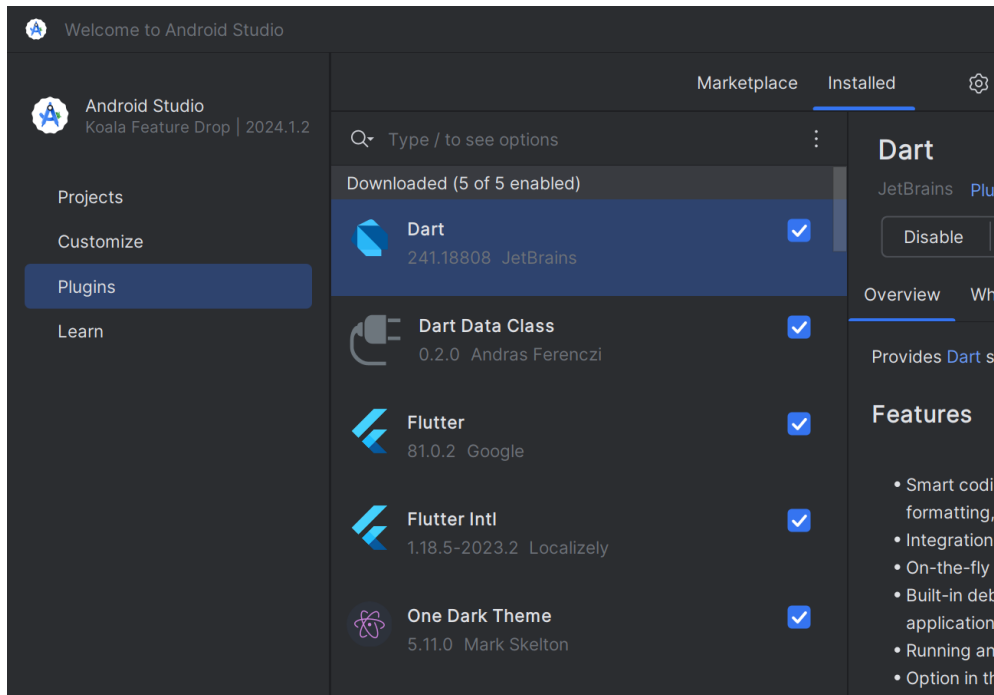 Welcome to Android Studio
Android Studio
Koala Feature Drop | 2024.1.2
Projects
Customize
Plugins
Learn
Marketplace
Installed
Type / to see options
Downloaded (5 of 5 enabled)
Dart
241.18808 JetBrains
Dart Data Class
0.2.0 Andras Ferenczi
Flutter
81.0.2 Google
Flutter Intl
1.18.5-2023.2 Localizely
One Dark Theme
5.11.0 Mark Skelton
Dart
JetBrains Plu
Disable
Overview Wh
Provides Dart s
Features
• Smart codi
formatting,
• Integration
• On-the-fly
• Built-in deb
application
• Running an
• Option in th